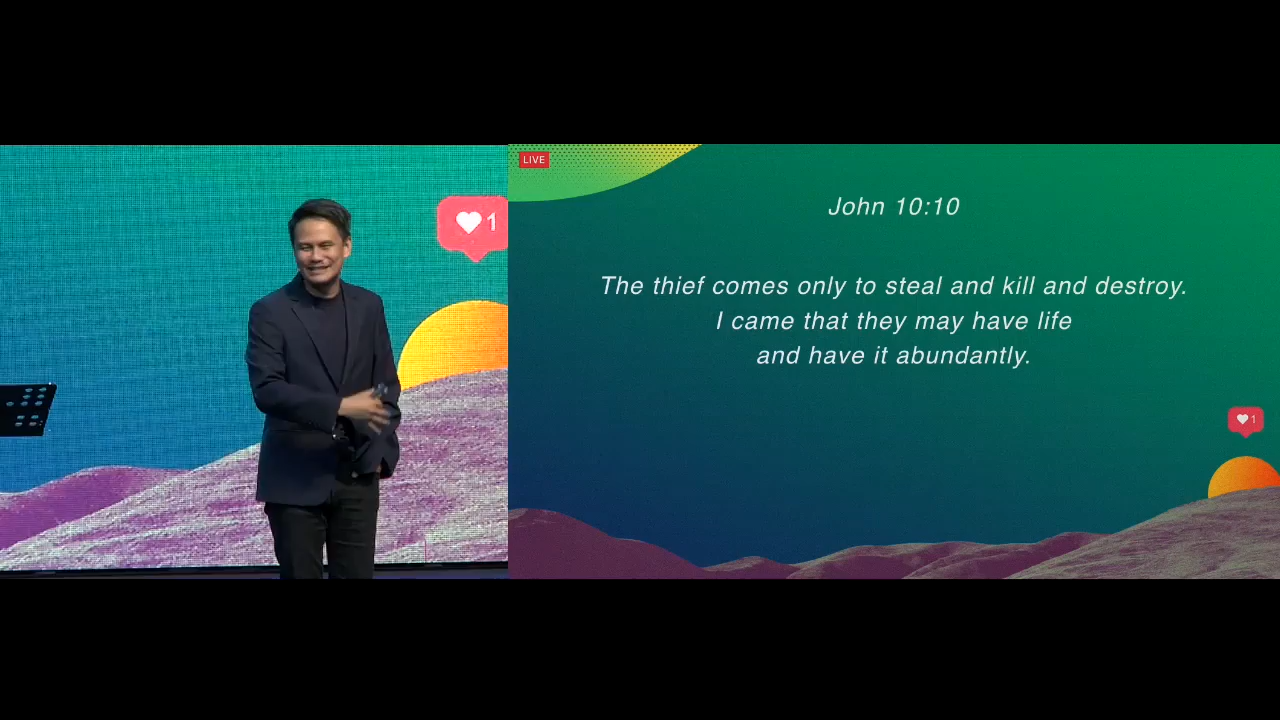 1
LIVE
John 10:10
The thief comes only to steal and kill and destroy.
I came that they may have life
and have it abundantly.
1